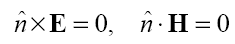 n̂ × E = 0, n̂ · H = 0